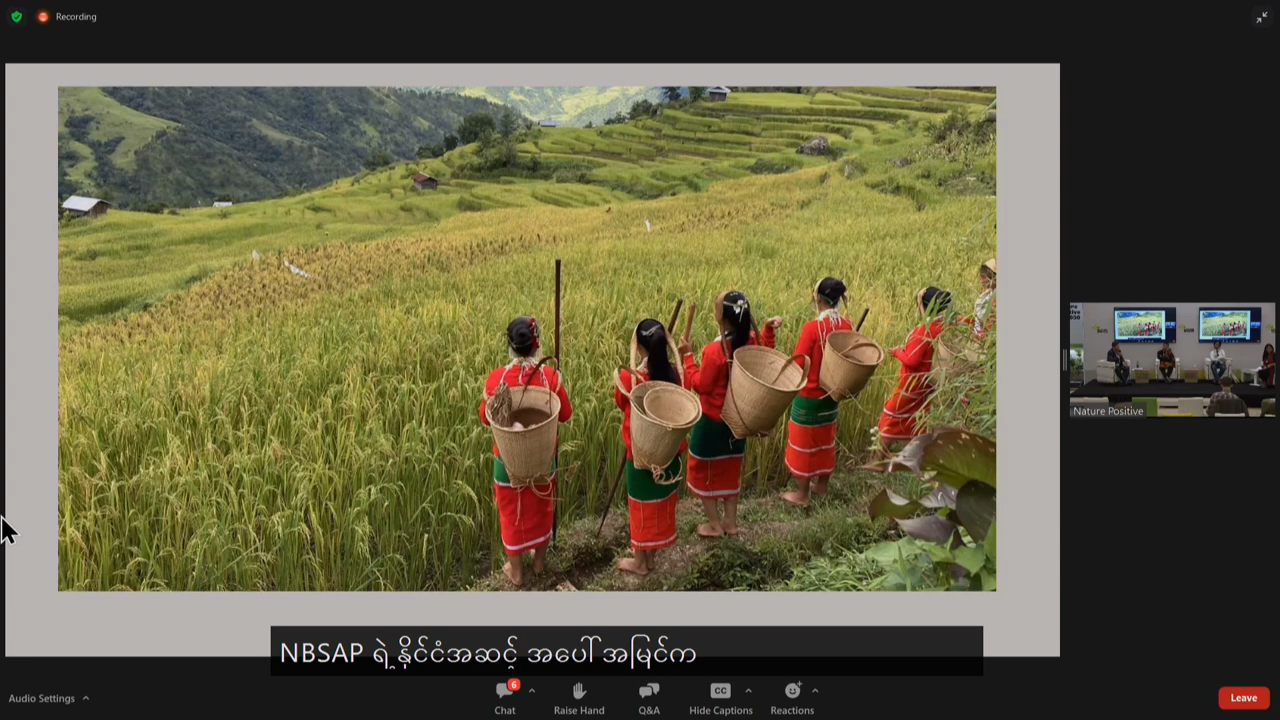 Recording
Nature Positive
NBSAP ရဲ့နိုင်ငံအဆင့် အပေါ် အမြင်က
Audio Settings
6
Chat
Raise Hand
Q&A
CC
Hide Captions
Reactions
Leave